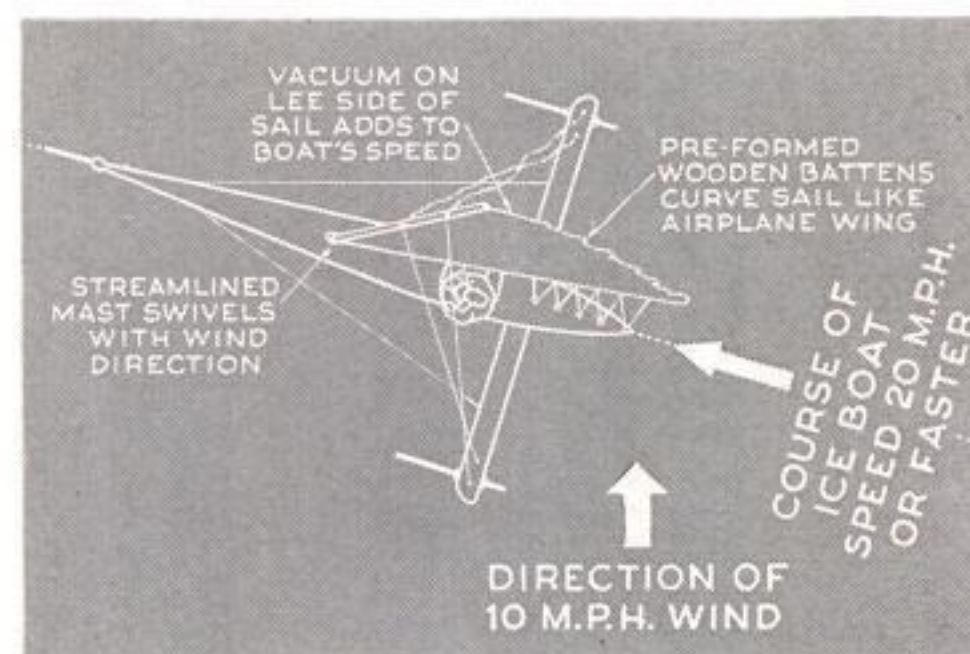 VACUUM ON
LEE SIDE OF
SAIL ADDS TO
BOAT'S SPEED
PRE-FORMED
WOODEN BATTENS
CURVE SAIL LIKE
AIRPLANE WING
STREAMLINED
MAST SWIVELS
WITH WIND
DIRECTION
COURSE OF
ICE BOAT
SPEED 20 M.P.H.
OR FASTER
DIRECTION OF
10 M.P.H. WIND